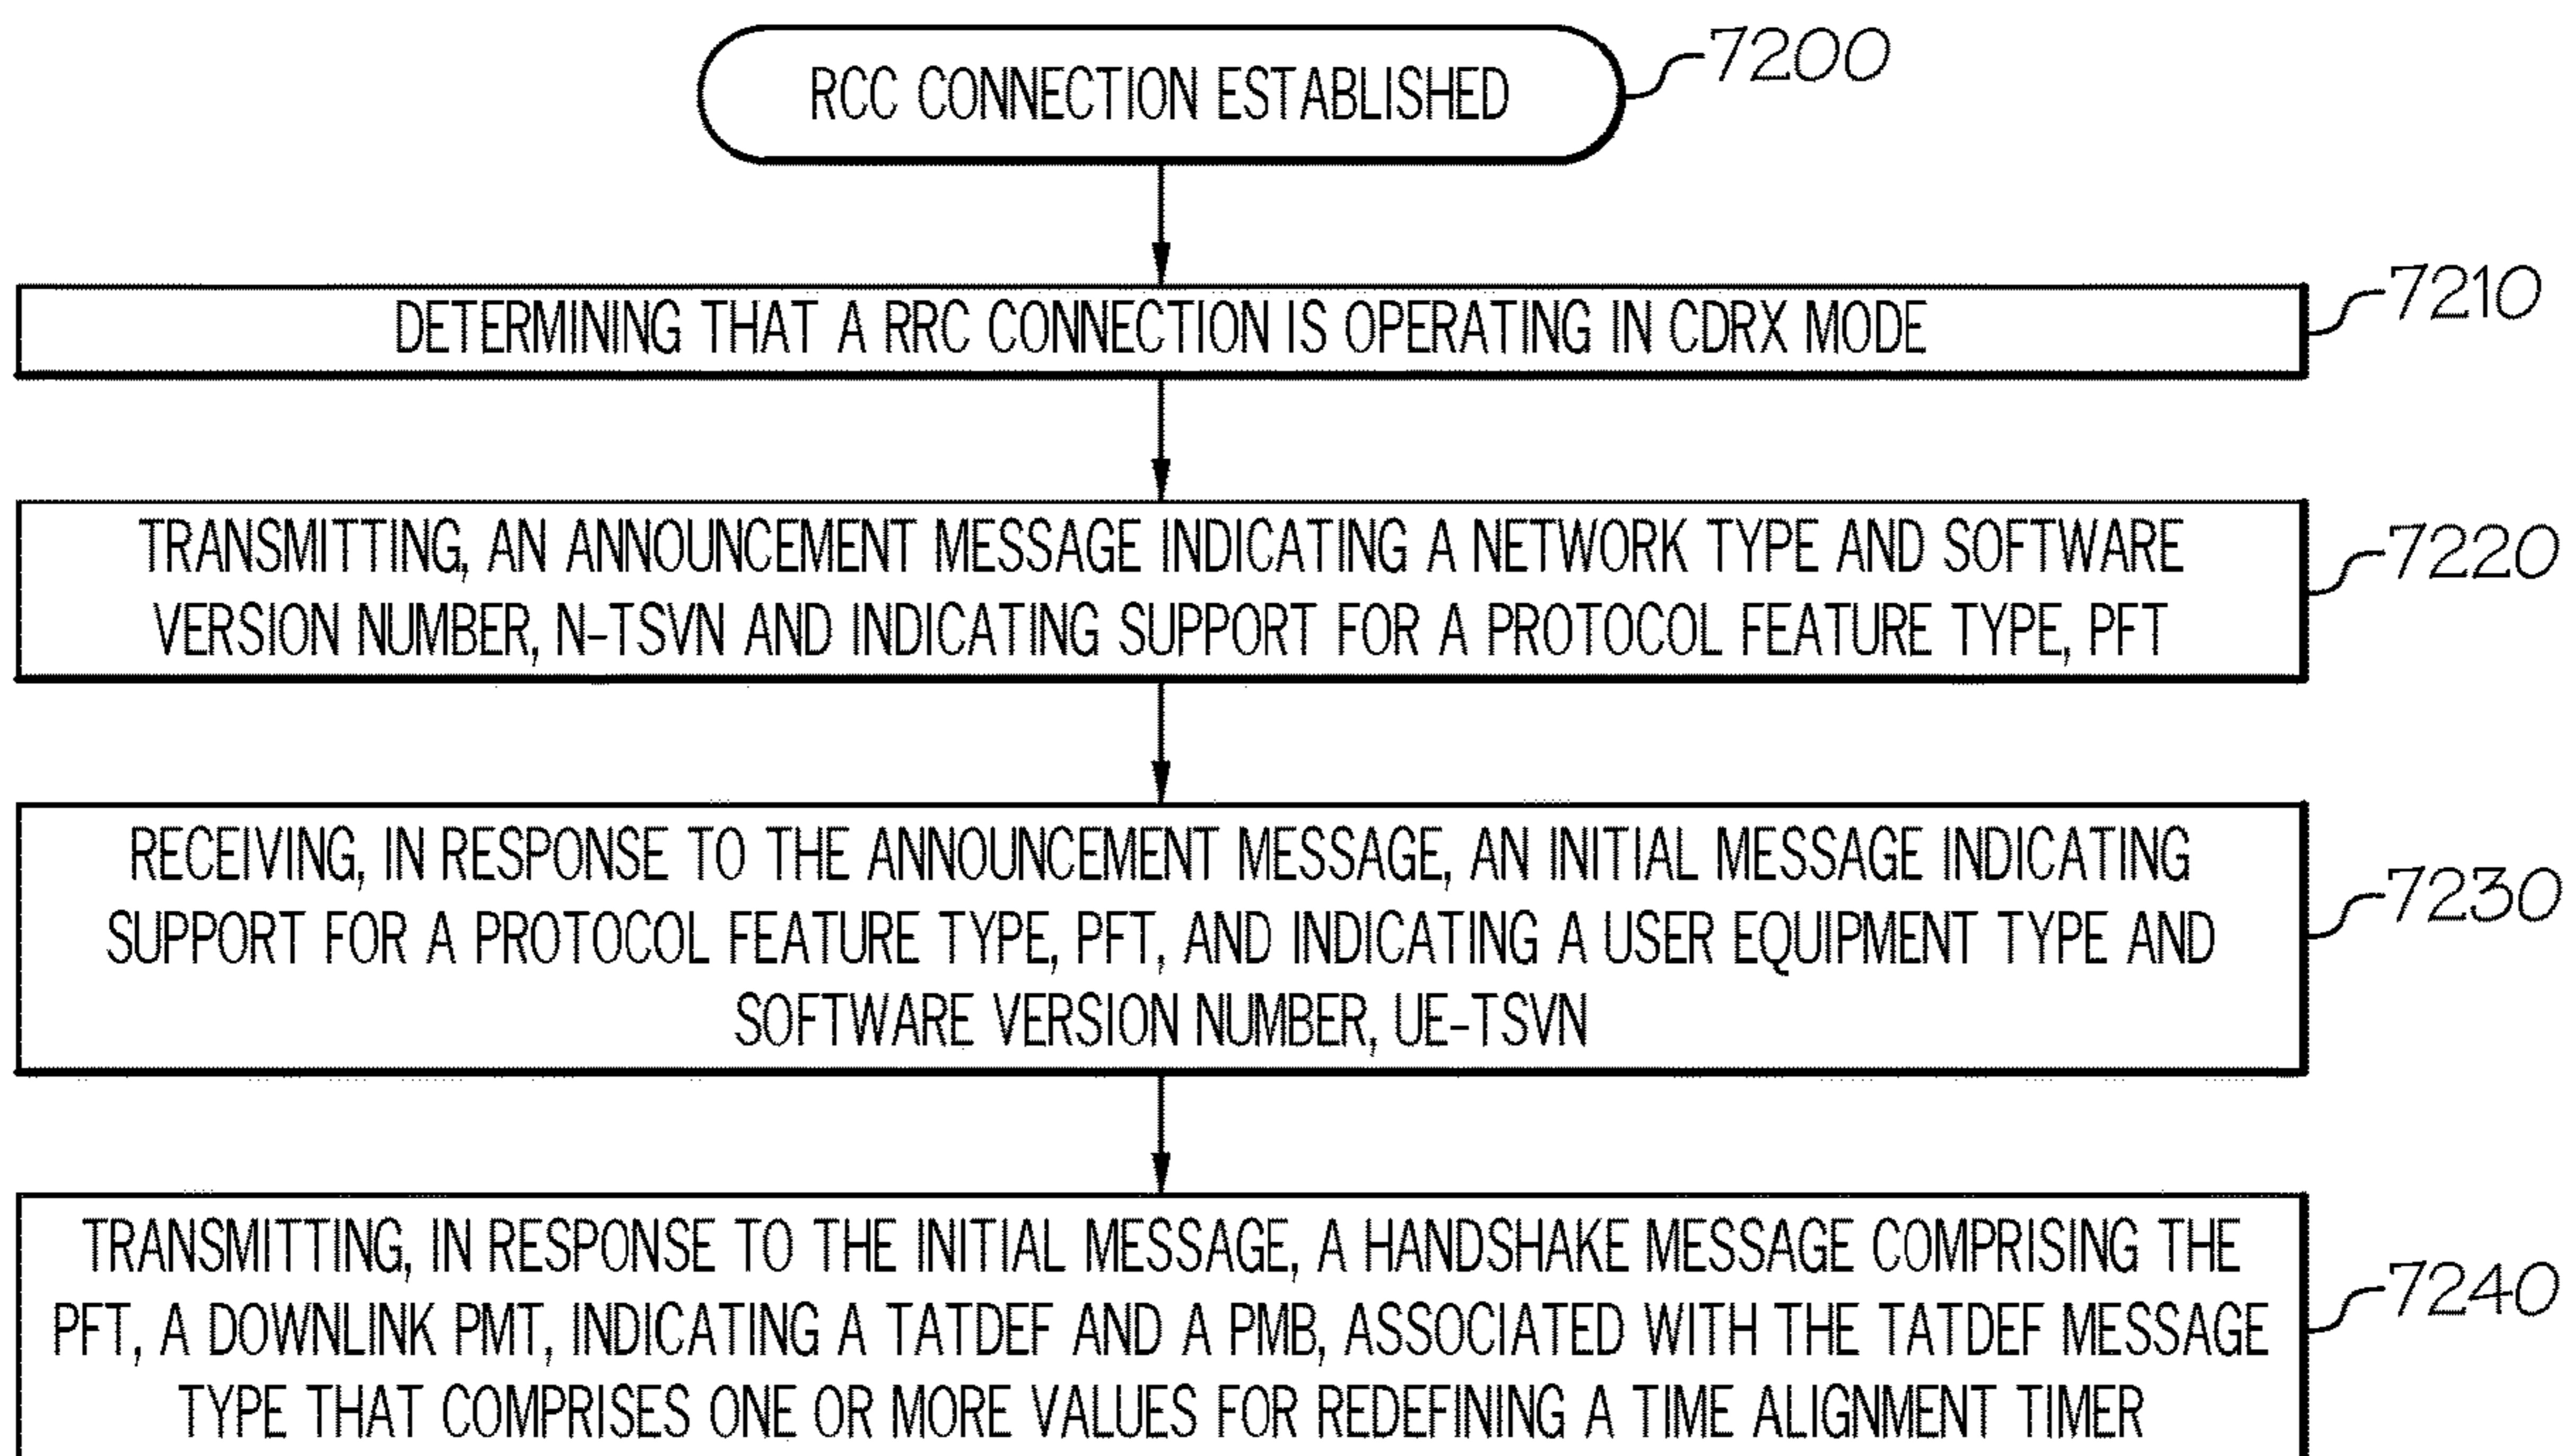 RCC CONNECTION ESTABLISHED
7200
DETERMINING THAT A RRC CONNECTION IS OPERATING IN CDRX MODE
7210
TRANSMITTING, AN ANNOUNCEMENT MESSAGE INDICATING A NETWORK TYPE AND SOFTWARE
VERSION NUMBER, N-TSVN AND INDICATING SUPPORT FOR A PROTOCOL FEATURE TYPE, PFT
7220
RECEIVING, IN RESPONSE TO THE ANNOUNCEMENT MESSAGE, AN INITIAL MESSAGE INDICATING
SUPPORT FOR A PROTOCOL FEATURE TYPE, PFT, AND INDICATING A USER EQUIPMENT TYPE AND
SOFTWARE VERSION NUMBER, UE-TSVN
7230
TRANSMITTING, IN RESPONSE TO THE INITIAL MESSAGE, A HANDSHAKE MESSAGE COMPRISING THE
PFT, A DOWNLINK PMT, INDICATING A TATDEF AND A PMB, ASSOCIATED WITH THE TATDEF MESSAGE
TYPE THAT COMPRISES ONE OR MORE VALUES FOR REDEFINING A TIME ALIGNMENT TIMER
7240